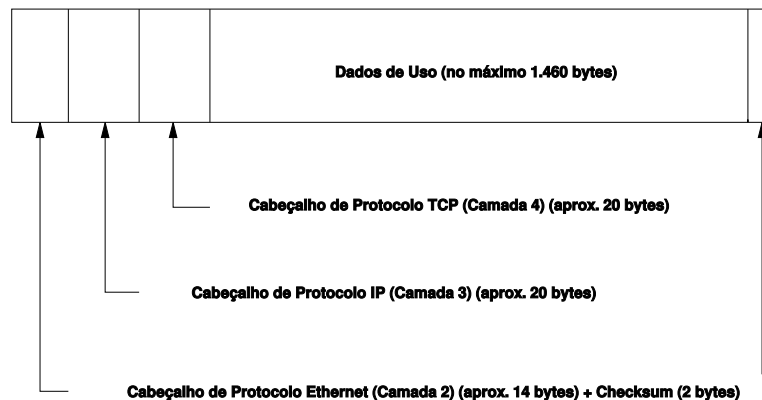 Dados de Uso (no máximo 1.460 bytes)
Cabeçalho de Protocolo TCP (Camada 4) (aprox. 20 bytes)
Cabeçalho de Protocolo IP (Camada 3) (aprox. 20 bytes)
Cabeçalho de Protocolo Ethernet (Camada 2) (aprox. 14 bytes) + Checksum (2 bytes)